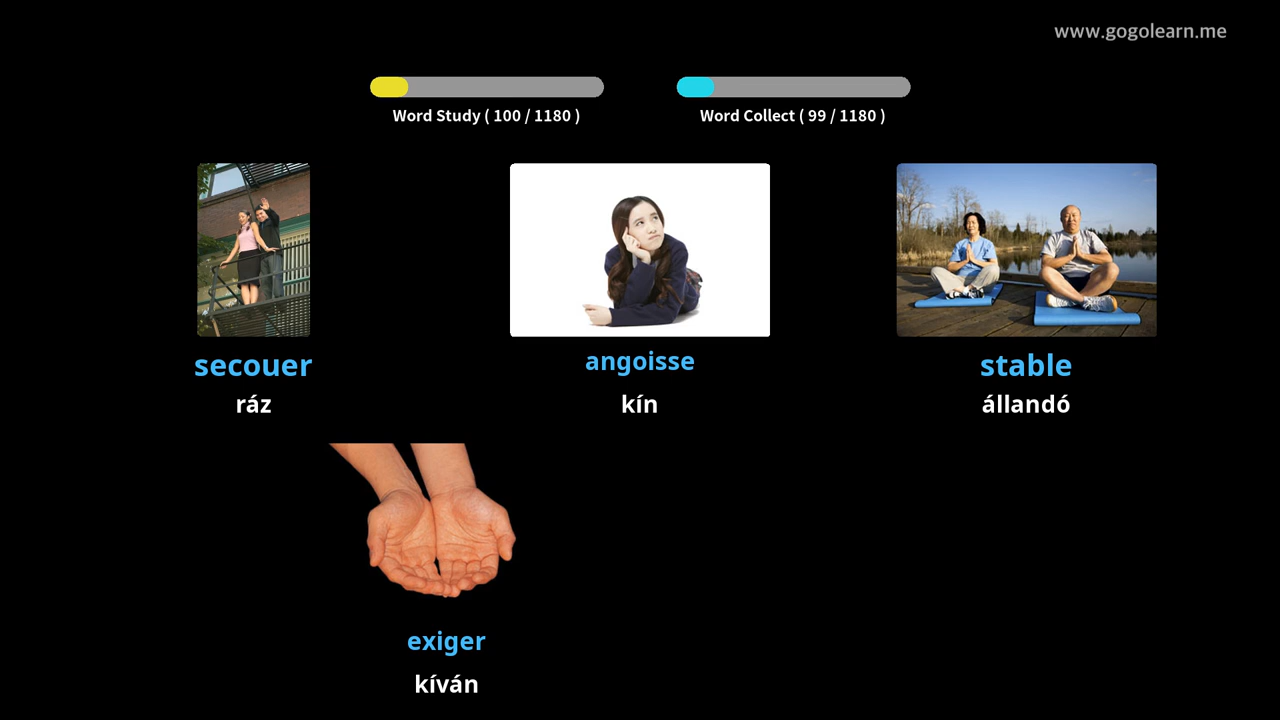 www.gogolearn.me
Word Study ( 100 / 1180 )
Word Collect ( 99 / 1180 )
secouer
ráz
angoisse
kín
stable
állandó
exiger
kíván